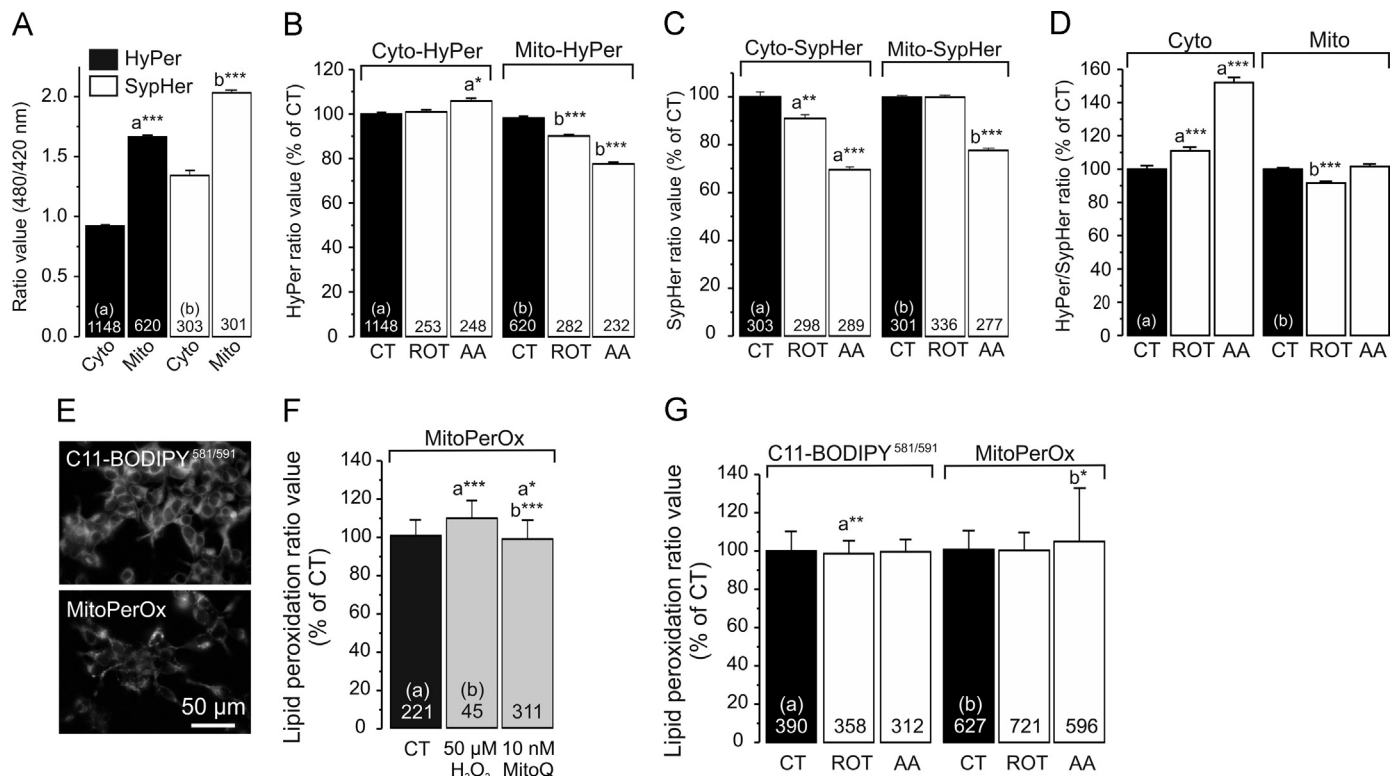 A
HyPer
SypHer
Ratio value (480/420 nm)
2.0
1.5
1.0
0.5
0.0
a***
b***
(a) (b)
1148 620 303 301
Cyto Mito Cyto Mito
B
Cyto-HyPer Mito-HyPer
HyPer ratio value (% of CT)
120
100
80
60
40
20
0
a*
b***
b***
(a) (b)
1148 253 248 620 282 232
CT ROT AA CT ROT AA
C
Cyto-SypHer Mito-SypHer
SypHer ratio value (% of CT)
100
80
60
40
20
0
a**
a***
b***
(a) (b)
303 298 289 301 336 277
CT ROT AA CT ROT AA
D
Cyto Mito
HyPer/SypHer ratio (% of CT)
160
140
120
100
80
60
40
20
0
a***
a***
b***
(a) (b)
CT ROT AA CT ROT AA
E
C11-BODIPY581/591
MitoPerOx
50 µm
F
MitoPerOx
Lipid peroxidation ratio value
(% of CT)
140
120
100
80
60
40
20
0
a*** a*
b***
(a) (b)
221 45 311
CT 50 µM 10 nM
H2O2 MitoQ
G
C11-BODIPY581/591 MitoPerOx
Lipid peroxidation ratio value
(% of CT)
140
120
100
80
60
40
20
0
a**
b*
(a) (b)
390 358 312 627 721 596
CT ROT AA CT ROT AA